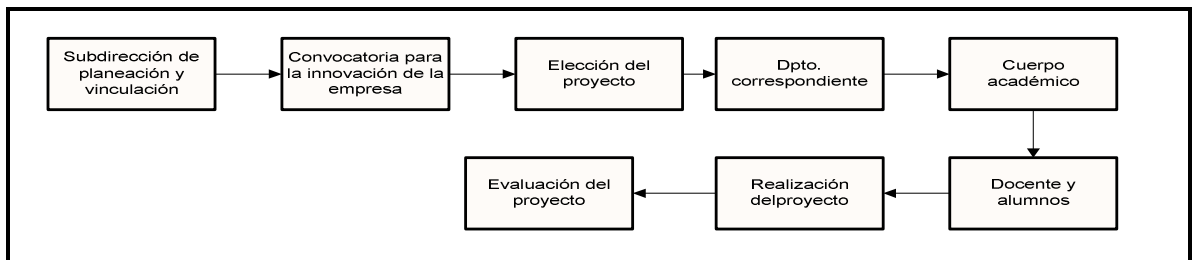 Subdirección de
planeación y
vinculación
Convocatoria para
la innovación de la
empresa
Elección del
proyecto
Dpto.
correspondiente
Cuerpo
académico
Docente y
alumnos
Realización
delproyecto
Evaluación del
proyecto